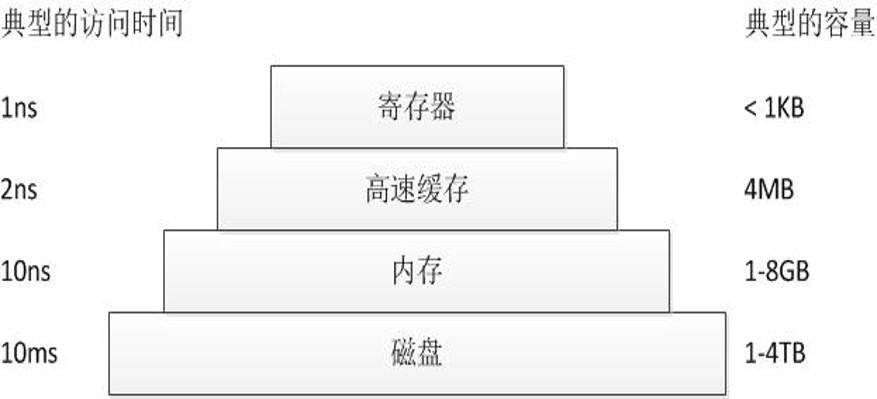 典型的访问时间 典型的容量
1ns 寄存器 < 1KB
2ns 高速缓存 4MB
10ns 内存 1-8GB
10ms 磁盘 1-4TB